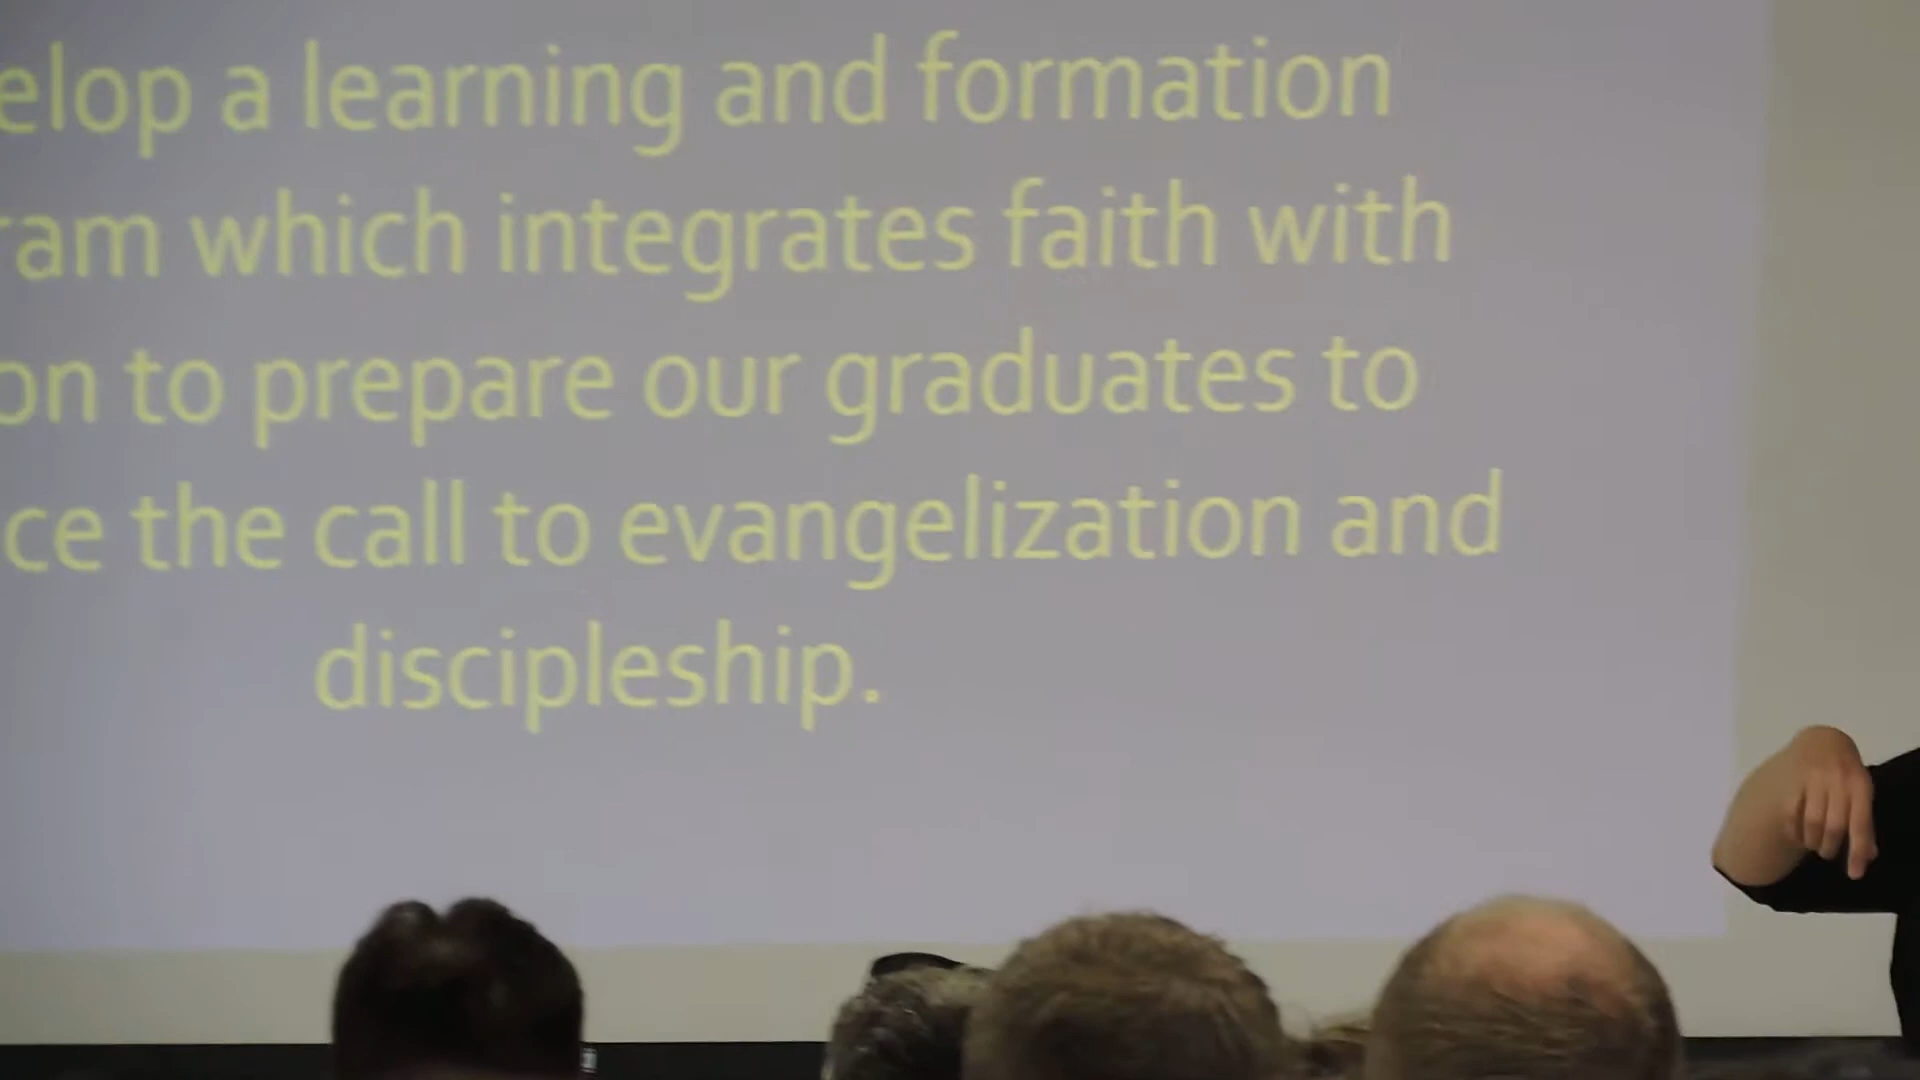 elop a learning and formation
ram which integrates faith with
on to prepare our graduates to
ce the call to evangelization and
discipleship.